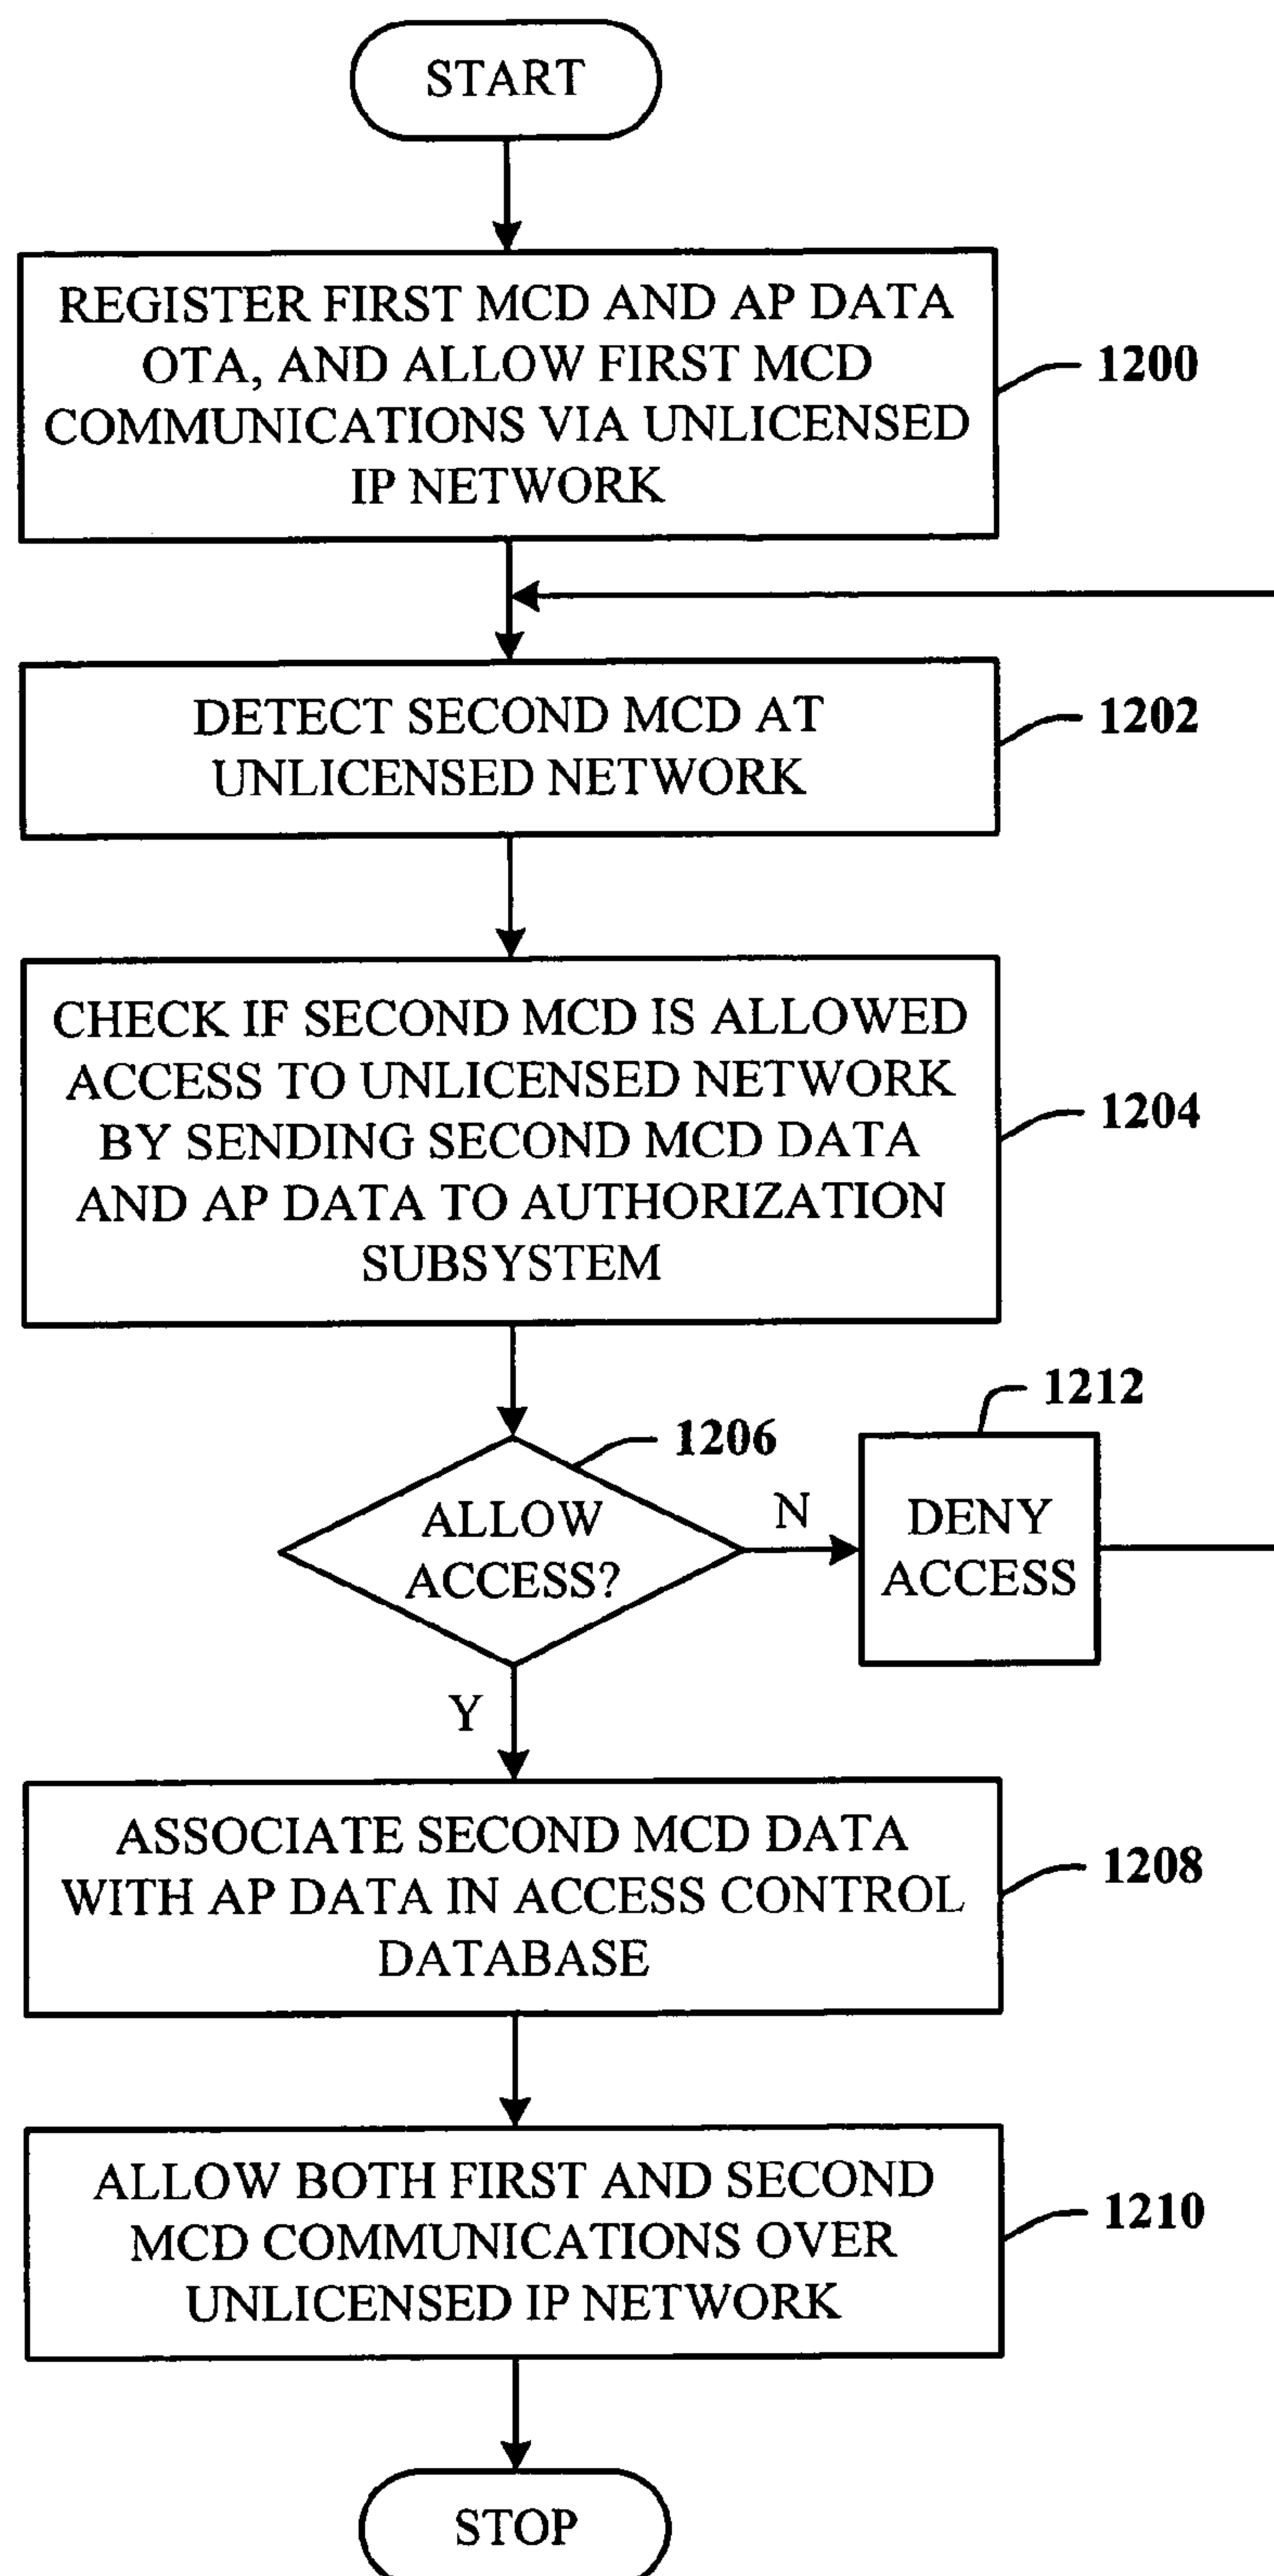 START
REGISTER FIRST MCD AND AP DATA
OTA, AND ALLOW FIRST MCD
COMMUNICATIONS VIA UNLICENSED
IP NETWORK
1200
DETECT SECOND MCD AT
UNLICENSED NETWORK
1202
CHECK IF SECOND MCD IS ALLOWED
ACCESS TO UNLICENSED NETWORK
BY SENDING SECOND MCD DATA
AND AP DATA TO AUTHORIZATION
SUBSYSTEM
1204
1206
ALLOW
ACCESS?
N
1212
DENY
ACCESS
Y
ASSOCIATE SECOND MCD DATA
WITH AP DATA IN ACCESS CONTROL
DATABASE
1208
ALLOW BOTH FIRST AND SECOND
MCD COMMUNICATIONS OVER
UNLICENSED IP NETWORK
1210
STOP